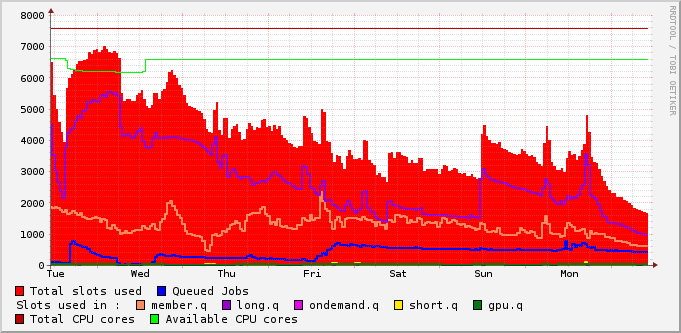 RRDTOOL / TOBI OETIKER
8000
7000
6000
5000
4000
3000
2000
1000
0
Tue Wed Thu Fri Sat Sun Mon
Total slots used Queued Jobs
Slots used in : member.q long.q ondemand.q short.q gpu.q
Total CPU cores Available CPU cores